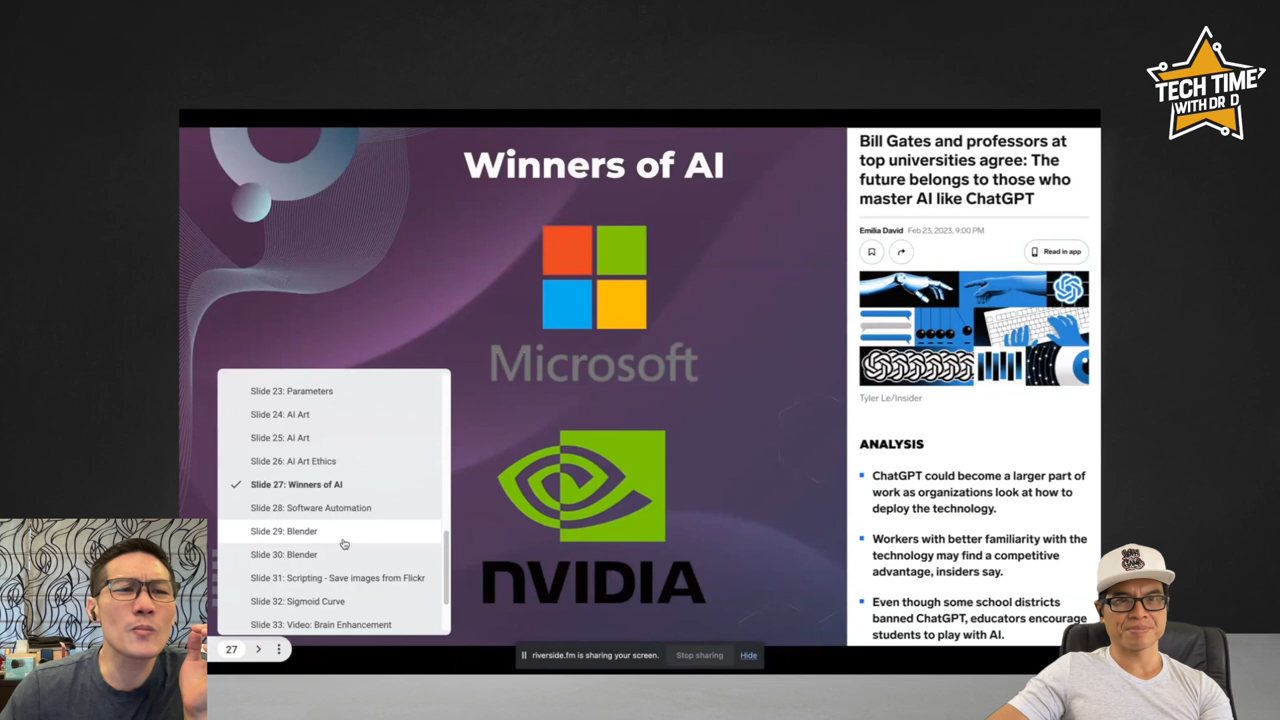 TECH TIME
WITH DR D
Winners of AI
Microsoft
NVIDIA
Bill Gates and professors at
top universities agree: The
future belongs to those who
master AI like ChatGPT
Emilia David Feb 23, 2023, 9:00 PM
Read in app
Tyler Le/Insider
ANALYSIS
ChatGPT could become a larger part of
work as organizations look at how to
deploy the technology.
Workers with better familiarity with the
technology may find a competitive
advantage, insiders say.
Even though some school districts
banned ChatGPT, educators encourage
students to play with AI.
Slide 23: Parameters
Slide 24: AI Art
Slide 25: AI Art
Slide 26: AI Art Ethics
Slide 27: Winners of AI
Slide 28: Software Automation
Slide 29: Blender
Slide 30: Blender
Slide 31: Scripting - Save images from Flickr
Slide 32: Sigmoid Curve
Slide 33: Video: Brain Enhancement
27
riverside.fm is sharing your screen.
Stop sharing
Hide